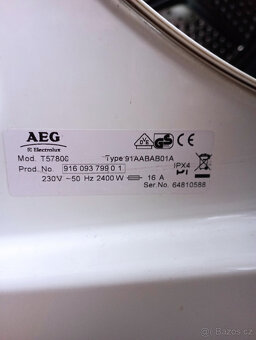 AEG
Electrolux
Mod. T57800 Type 91AABAB01A
Prod. No. 916 093 799 0 1 IPX4
230V ~50 Hz 2400 W 16 A
Ser.No. 64810588
bazoš.cz